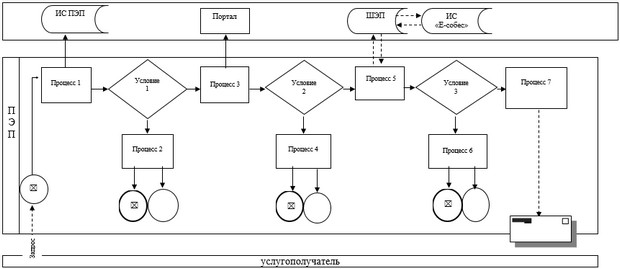 ИС ПЭП
Портал
ШЭП
ИС
«Е-собес»
П
Э
П
Процесс 1
Условие
1
Процесс 3
Условие
2
Процесс 5
Условие
3
Процесс 7
Процесс 2
Процесс 4
Процесс 6
Запрос
услугополучатель